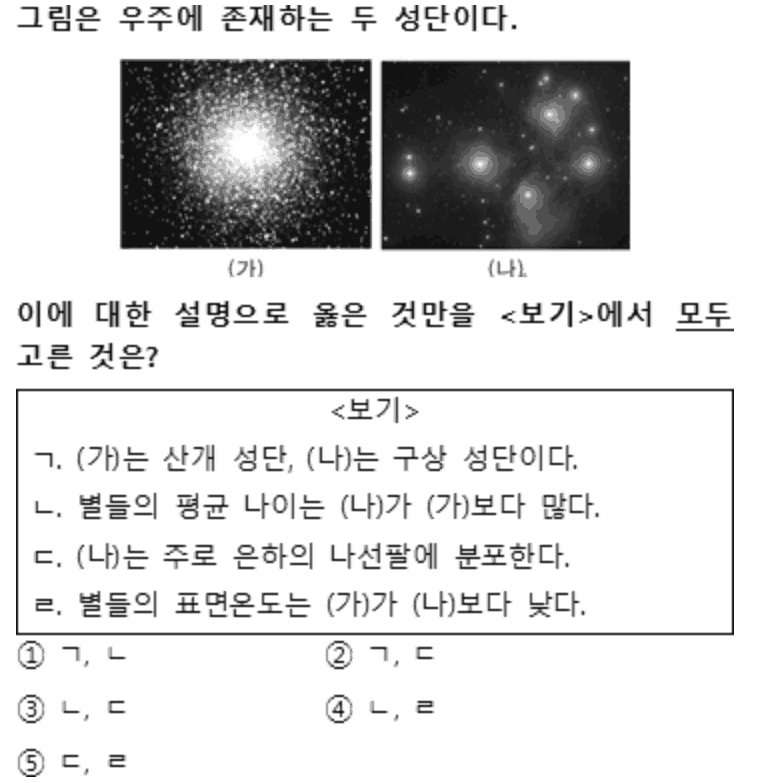 그림은 우주에 존재하는 두 성단이다.
(가) (나).
이에 대한 설명으로 옳은 것만을 <보기>에서 모두
고른 것은?
<보기>
ㄱ. (가)는 산개 성단, (나)는 구상 성단이다.
ㄴ. 별들의 평균 나이는 (나)가 (가)보다 많다.
ㄷ. (나)는 주로 은하의 나선팔에 분포한다.
ㄹ. 별들의 표면온도는 (가)가 (나)보다 낮다.
① ㄱ, ㄴ ② ㄱ, ㄷ
③ ㄴ, ㄷ ④ ㄴ, ㄹ
⑤ ㄷ, ㄹ